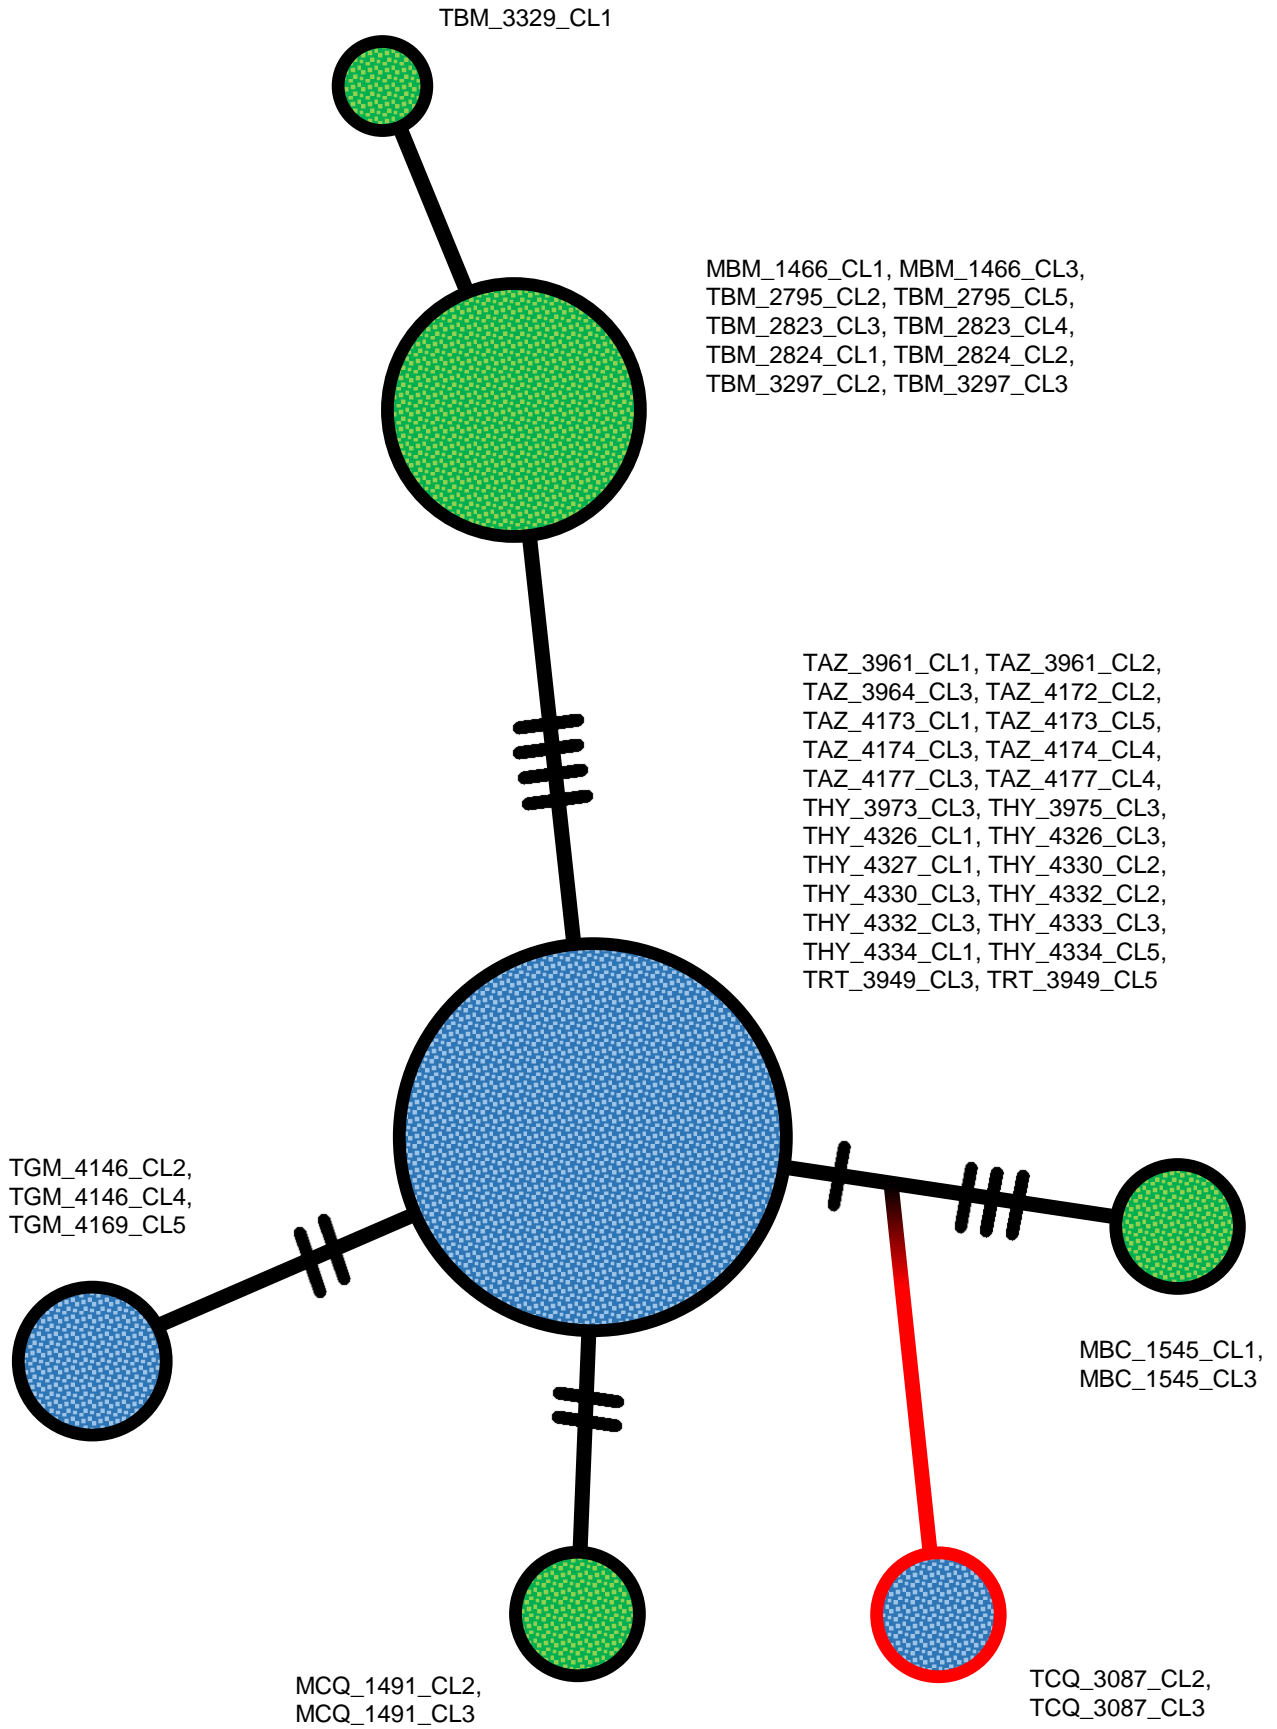 TBM_3329_CL1
MBM_1466_CL1, MBM_1466_CL3,
TBM_2795_CL2, TBM_2795_CL5,
TBM_2823_CL3, TBM_2823_CL4,
TBM_2824_CL1, TBM_2824_CL2,
TBM_3297_CL2, TBM_3297_CL3
TAZ_3961_CL1, TAZ_3961_CL2,
TAZ_3964_CL3, TAZ_4172_CL2,
TAZ_4173_CL1, TAZ_4173_CL5,
TAZ_4174_CL3, TAZ_4174_CL4,
TAZ_4177_CL3, TAZ_4177_CL4,
THY_3973_CL3, THY_3975_CL3,
THY_4326_CL1, THY_4326_CL3,
THY_4327_CL1, THY_4330_CL2,
THY_4330_CL3, THY_4332_CL2,
THY_4332_CL3, THY_4333_CL3,
THY_4334_CL1, THY_4334_CL5,
TRT_3949_CL3, TRT_3949_CL5
TGM_4146_CL2,
TGM_4146_CL4,
TGM_4169_CL5
MBC_1545_CL1,
MBC_1545_CL3
MCQ_1491_CL2,
MCQ_1491_CL3
TCQ_3087_CL2,
TCQ_3087_CL3